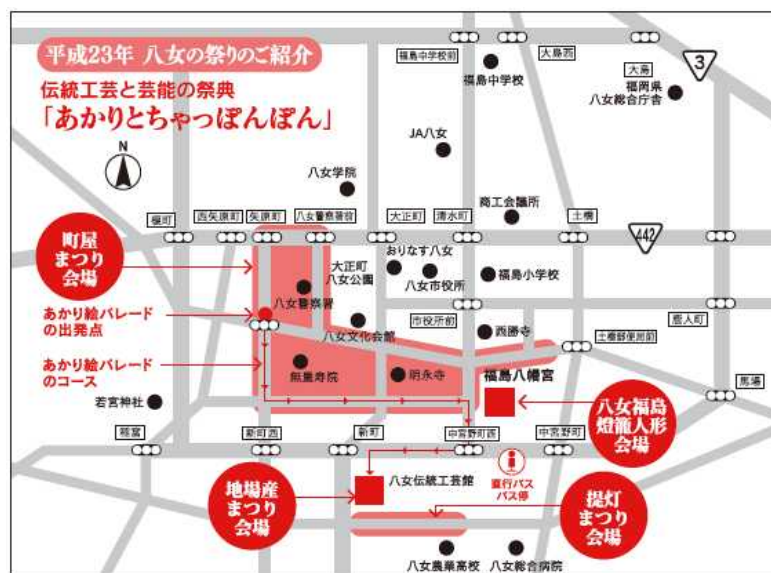 平成23年 八女の祭りのご紹介
伝統工芸と芸能の祭典
「あかりとちゃっぽんぽん」
N
福島中学校前
大島西
大島
3
福島中学校
福岡県
八女総合庁舎
JA八女
八女学院
商工会議所
西矢原町
矢原町
八女警察署前
大正町
清水町
土橋
442
町屋
まつり
会場
大正町
八女公園
おりなす八女
八女市役所
福島小学校
八女警察署
あかり絵パレード
の出発点
市役所前
八女文化会館
西勝寺
土橋郵便局前
あかり絵パレード
のコース
無量寿院
明永寺
福島八幡宮
馬場
若宮神社
八女福島
燈籠人形
会場
新町西
新町
中宮野町西
中宮野町
地場産
まつり
会場
八女伝統工芸館
直行バス
バス停
提灯
まつり
会場
八女農業高校
八女総合病院